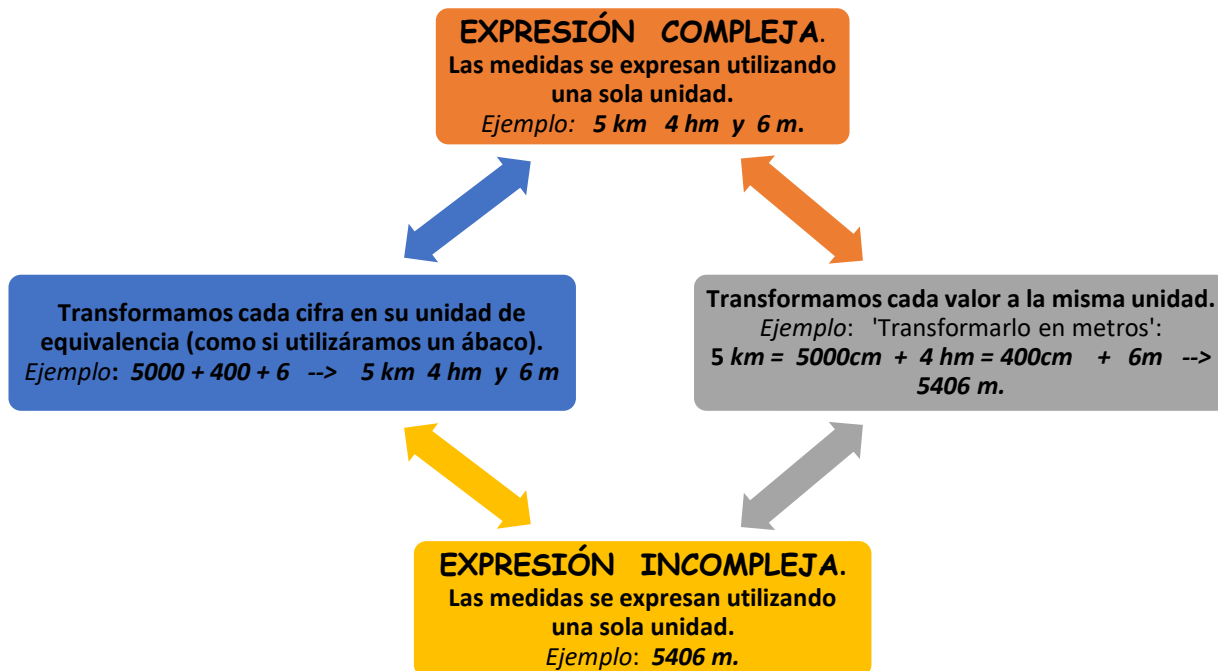 EXPRESIÓN COMPLEJA.
Las medidas se expresan utilizando
una sola unidad.
Ejemplo: 5 km 4 hm y 6 m.
Transformamos cada cifra en su unidad de
equivalencia (como si utilizáramos un ábaco).
Ejemplo: 5000 + 400 + 6 --> 5 km 4 hm y 6 m
Transformamos cada valor a la misma unidad.
Ejemplo: 'Transformarlo en metros':
5 km = 5000cm + 4 hm = 400cm + 6m -->
5406 m.
EXPRESIÓN INCOMPLEJA.
Las medidas se expresan utilizando
una sola unidad.
Ejemplo: 5406 m.